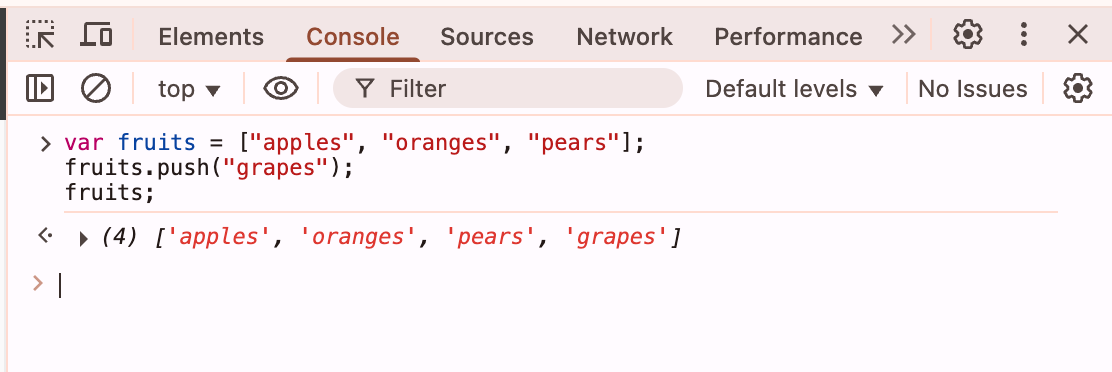 Elements Console Sources Network Performance
top Filter Default levels No Issues
var fruits = ["apples", "oranges", "pears"];
fruits.push("grapes");
fruits;
(4) ['apples', 'oranges', 'pears', 'grapes']